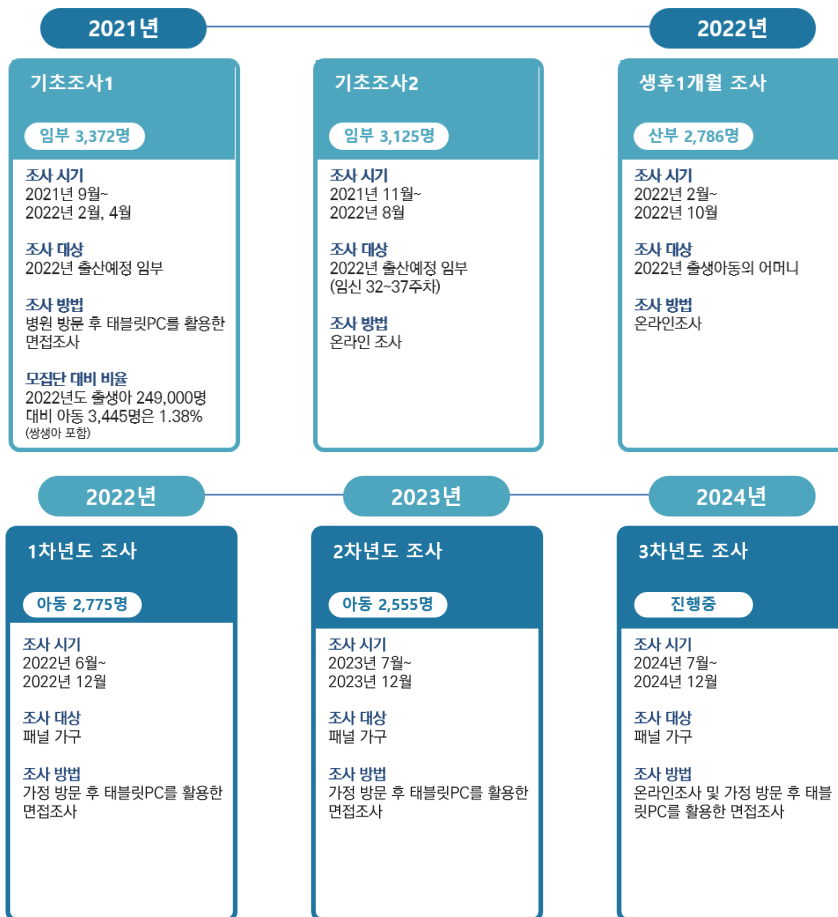 2021년
2022년
기초조사1
임부 3,372명
조사 시기
2021년 9월~
2022년 2월, 4월
조사 대상
2022년 출산예정 임부
조사 방법
병원 방문 후 태블릿PC를 활용한
면접조사
모집단 대비 비율
2022년도 출생아 249,000명
대비 아동 3,445명은 1.38%
(쌍생아 포함)
기초조사2
임부 3,125명
조사 시기
2021년 11월~
2022년 8월
조사 대상
2022년 출산예정 임부
(임신 32~37주차)
조사 방법
온라인 조사
생후1개월 조사
산부 2,786명
조사 시기
2022년 2월~
2022년 10월
조사 대상
2022년 출생아동의 어머니
조사 방법
온라인조사
2022년
2023년
2024년
1차년도 조사
아동 2,775명
조사 시기
2022년 6월~
2022년 12월
조사 대상
패널 가구
조사 방법
가정 방문 후 태블릿PC를 활용한
면접조사
2차년도 조사
아동 2,555명
조사 시기
2023년 7월~
2023년 12월
조사 대상
패널 가구
조사 방법
가정 방문 후 태블릿PC를 활용한
면접조사
3차년도 조사
진행중
조사 시기
2024년 7월~
2024년 12월
조사 대상
패널 가구
조사 방법
온라인조사 및 가정 방문 후 태블
릿PC를 활용한 면접조사